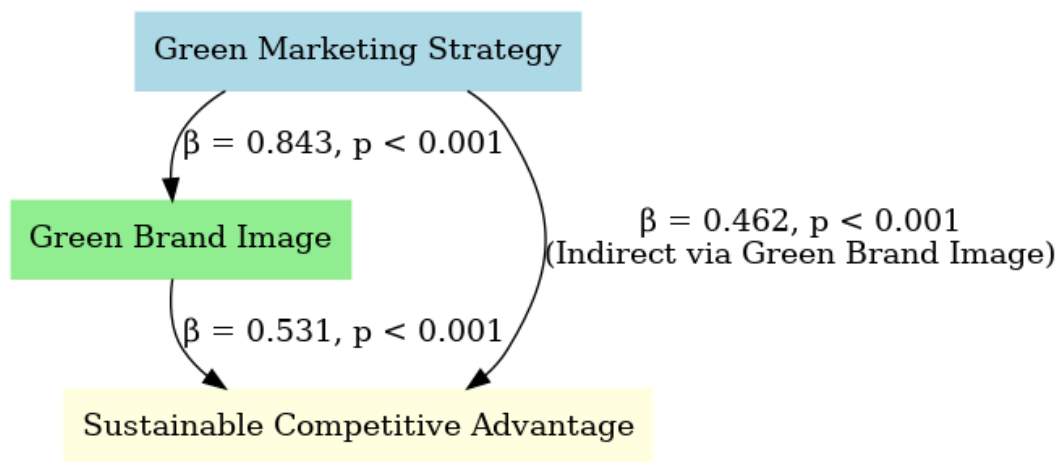 Green Marketing Strategy
β = 0.843, p < 0.001
Green Brand Image
β = 0.462, p < 0.001
(Indirect via Green Brand Image)
β = 0.531, p < 0.001
Sustainable Competitive Advantage